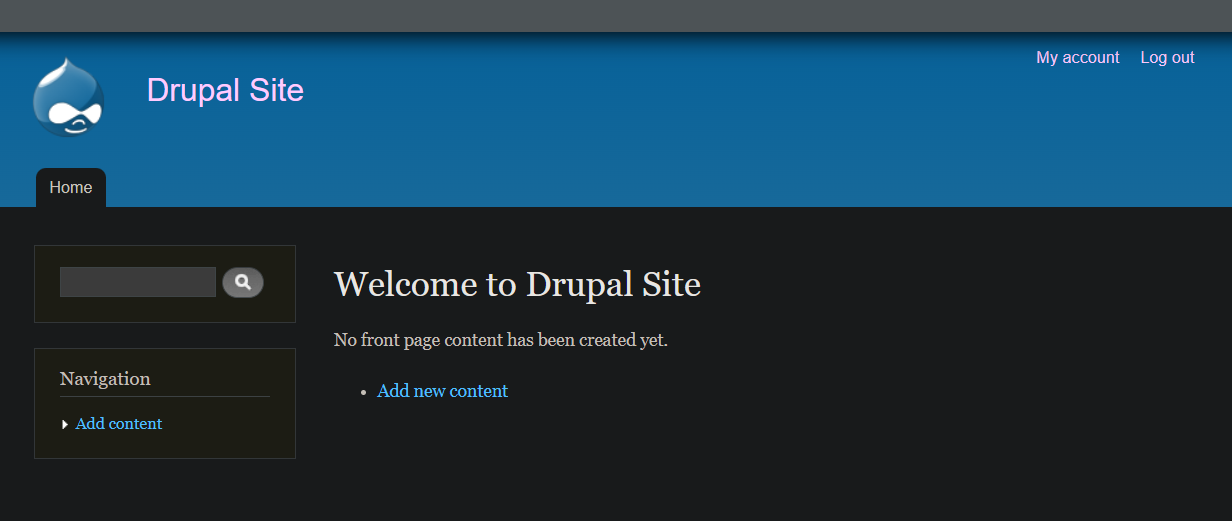 My account Log out
Drupal Site
Home
Welcome to Drupal Site
No front page content has been created yet.
Navigation
Add new content
Add content